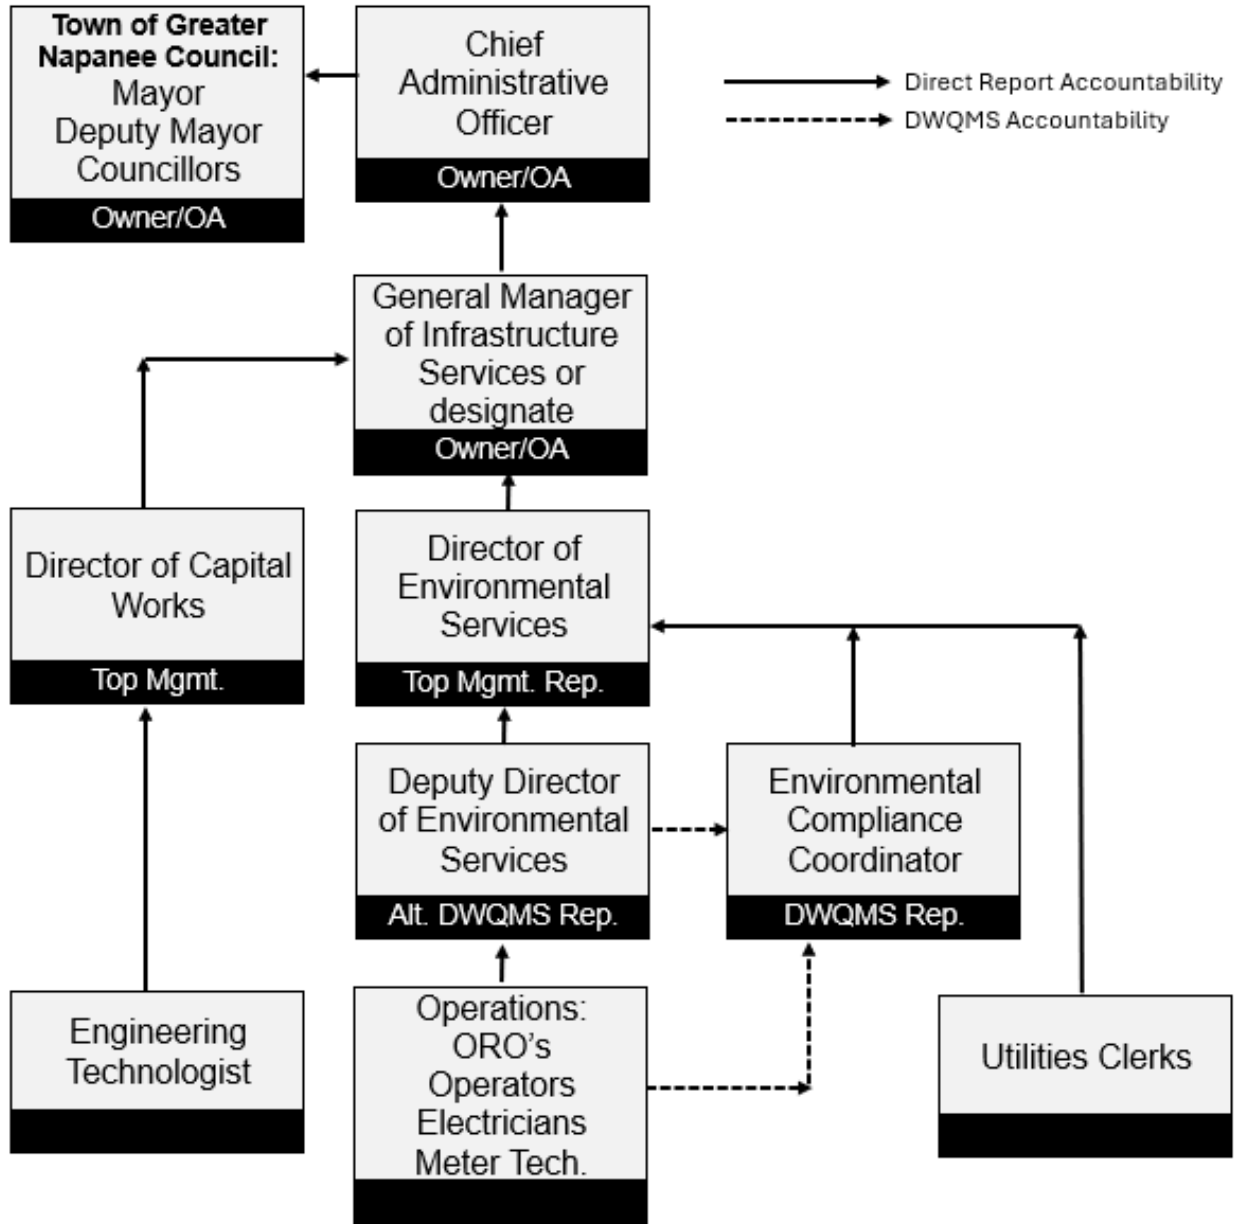 Town of Greater
Napanee Council:
Mayor
Deputy Mayor
Councillors
Owner/OA
Chief
Administrative
Officer
Owner/OA
Direct Report Accountability
DWQMS Accountability
General Manager
of Infrastructure
Services or
designate
Owner/OA
Director of Capital
Works
Top Mgmt.
Director of
Environmental
Services
Top Mgmt. Rep.
Deputy Director
of Environmental
Services
Alt. DWQMS Rep.
Environmental
Compliance
Coordinator
DWQMS Rep.
Engineering
Technologist
Operations:
ORO's
Operators
Electricians
Meter Tech.
Utilities Clerks